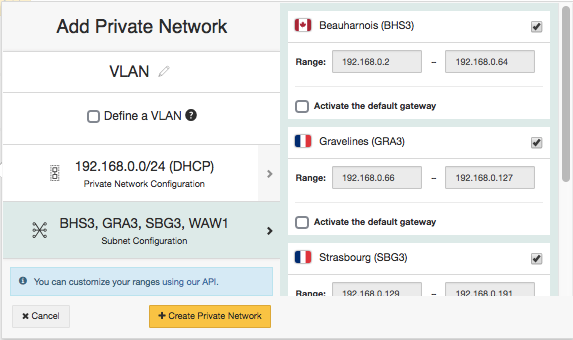 Add Private Network
VLAN
Define a VLAN ?
192.168.0.0/24 (DHCP)
Private Network Configuration
BHS3, GRA3, SBG3, WAW1
Subnet Configuration
You can customize your ranges using our API.
Cancel
Create Private Network
Beauharnois (BHS3)
Range: 192.168.0.2 – 192.168.0.64
Activate the default gateway
Gravelines (GRA3)
Range: 192.168.0.66 – 192.168.0.127
Activate the default gateway
Strasbourg (SBG3)
Range: 192.168.0.129 – 192.168.0.191